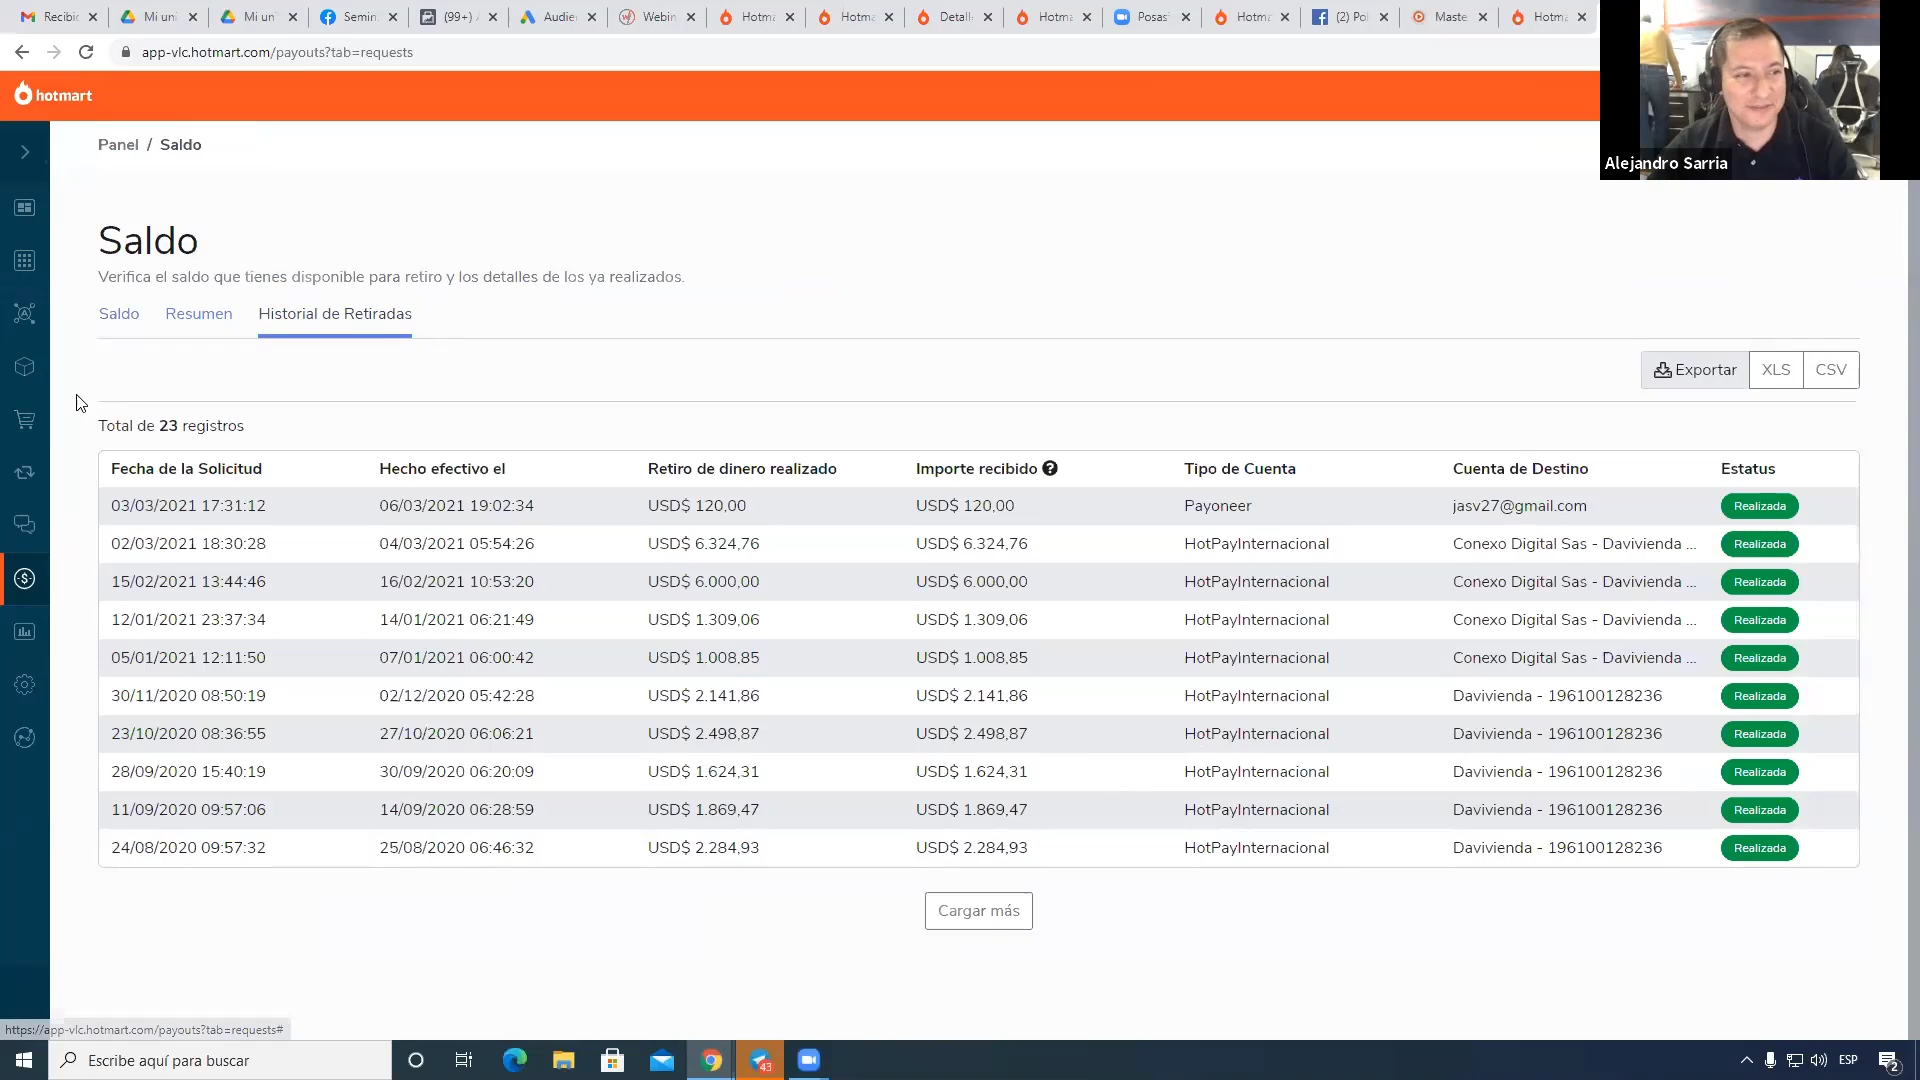 Recibic
Mi uni
Mi un
Semin
(99+)
Audie
Webin
Hotm
Hotma
Detall
Hotm
Posas
Hotm
(2) Po
Maste
Hotm
app-vlc.hotmart.com/payouts?tab=requests
hotmart
Alejandro Sarria
Panel / Saldo
Saldo
Verifica el saldo que tienes disponible para retiro y los detalles de los ya realizados.
Saldo Resumen Historial de Retiradas
Exportar XLS CSV
Total de 23 registros
Fecha de la Solicitud Hecho efectivo el Retiro de dinero realizado Importe recibido ? Tipo de Cuenta Cuenta de Destino Estatus
03/03/2021 17:31:12 06/03/2021 19:02:34 USD$ 120,00 USD$ 120,00 Payoneer jasv27@gmail.com Realizada
02/03/2021 18:30:28 04/03/2021 05:54:26 USD$ 6.324,76 USD$ 6.324,76 HotPayInternacional Conexo Digital Sas - Davivienda ... Realizada
15/02/2021 13:44:46 16/02/2021 10:53:20 USD$ 6.000,00 USD$ 6.000,00 HotPayInternacional Conexo Digital Sas - Davivienda ... Realizada
12/01/2021 23:37:34 14/01/2021 06:21:49 USD$ 1.309,06 USD$ 1.309,06 HotPayInternacional Conexo Digital Sas - Davivienda ... Realizada
05/01/2021 12:11:50 07/01/2021 06:00:42 USD$ 1.008,85 USD$ 1.008,85 HotPayInternacional Conexo Digital Sas - Davivienda ... Realizada
30/11/2020 08:50:19 02/12/2020 05:42:28 USD$ 2.141,86 USD$ 2.141,86 HotPayInternacional Davivienda - 196100128236 Realizada
23/10/2020 08:36:55 27/10/2020 06:06:21 USD$ 2.498,87 USD$ 2.498,87 HotPayInternacional Davivienda - 196100128236 Realizada
28/09/2020 15:40:19 30/09/2020 06:20:09 USD$ 1.624,31 USD$ 1.624,31 HotPayInternacional Davivienda - 196100128236 Realizada
11/09/2020 09:57:06 14/09/2020 06:28:59 USD$ 1.869,47 USD$ 1.869,47 HotPayInternacional Davivienda - 196100128236 Realizada
24/08/2020 09:57:32 25/08/2020 06:46:32 USD$ 2.284,93 USD$ 2.284,93 HotPayInternacional Davivienda - 196100128236 Realizada
Cargar más
https://app-vlc.hotmart.com/payouts?tab=requests#
Escribe aquí para buscar
43
ESP
2